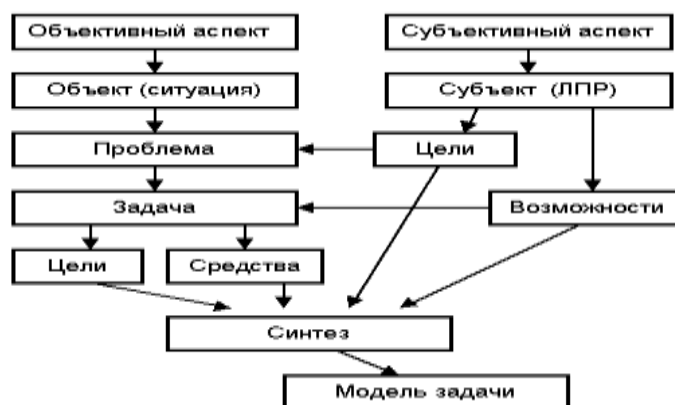 Объективный аспект
Субъективный аспект
Объект (ситуация)
Субъект (ЛПР)
Проблема
Цели
Задача
Возможности
Цели
Средства
Синтез
Модель задачи